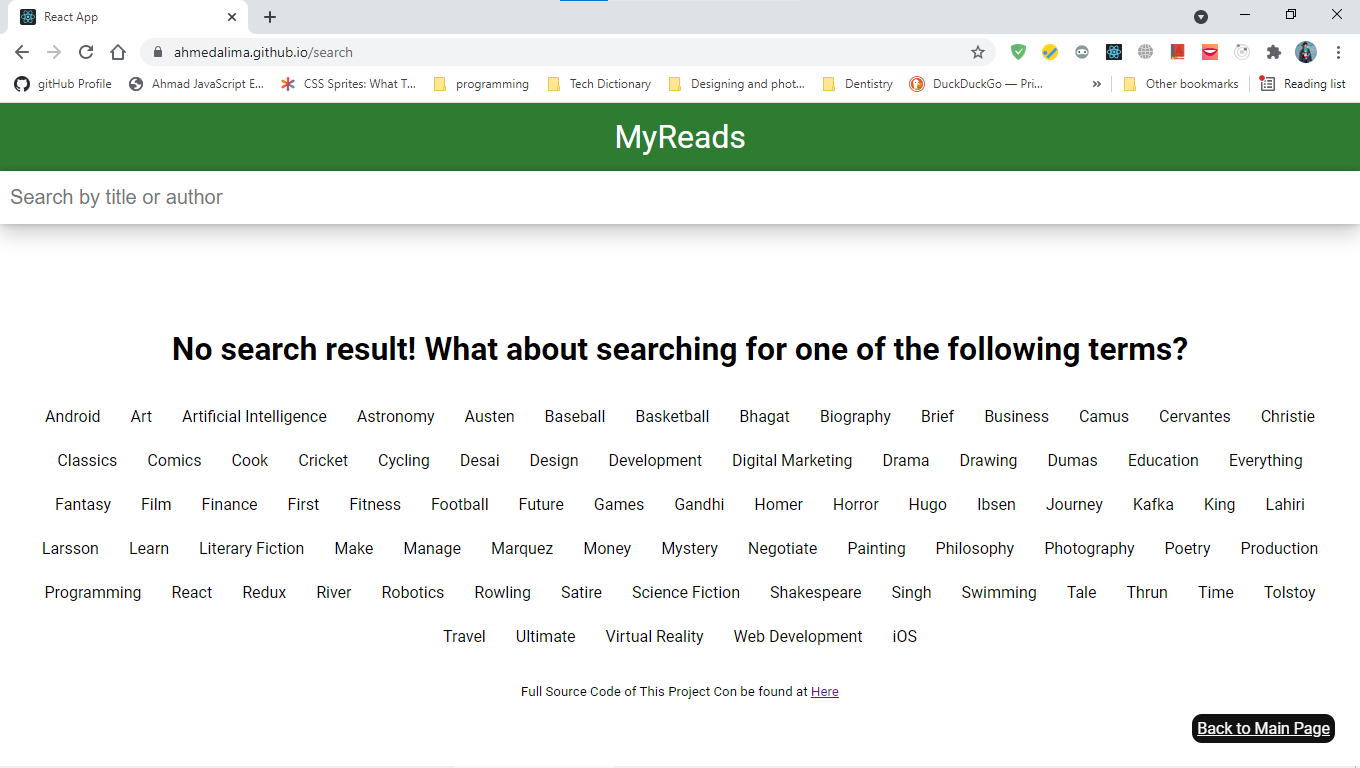 React App
ahmedalima.github.io/search
gitHub Profile Ahmad JavaScript E... CSS Sprites: What T... programming Tech Dictionary Designing and phot... Dentistry DuckDuckGo — Pri... » Other bookmarks Reading list
MyReads
Search by title or author
No search result! What about searching for one of the following terms?
Android Art Artificial Intelligence Astronomy Austen Baseball Basketball Bhagat Biography Brief Business Camus Cervantes Christie
Classics Comics Cook Cricket Cycling Desai Design Development Digital Marketing Drama Drawing Dumas Education Everything
Fantasy Film Finance First Fitness Football Future Games Gandhi Homer Horror Hugo Ibsen Journey Kafka King Lahiri
Larsson Learn Literary Fiction Make Manage Marquez Money Mystery Negotiate Painting Philosophy Photography Poetry Production
Programming React Redux River Robotics Rowling Satire Science Fiction Shakespeare Singh Swimming Tale Thrun Time Tolstoy
Travel Ultimate Virtual Reality Web Development iOS
Full Source Code of This Project Con be found at Here
Back to Main Page